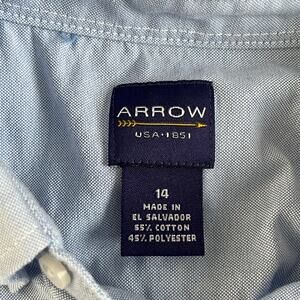 ARROW
USA·1851
14
MADE IN
EL SALVADOR
55% COTTON
45% POLYESTER